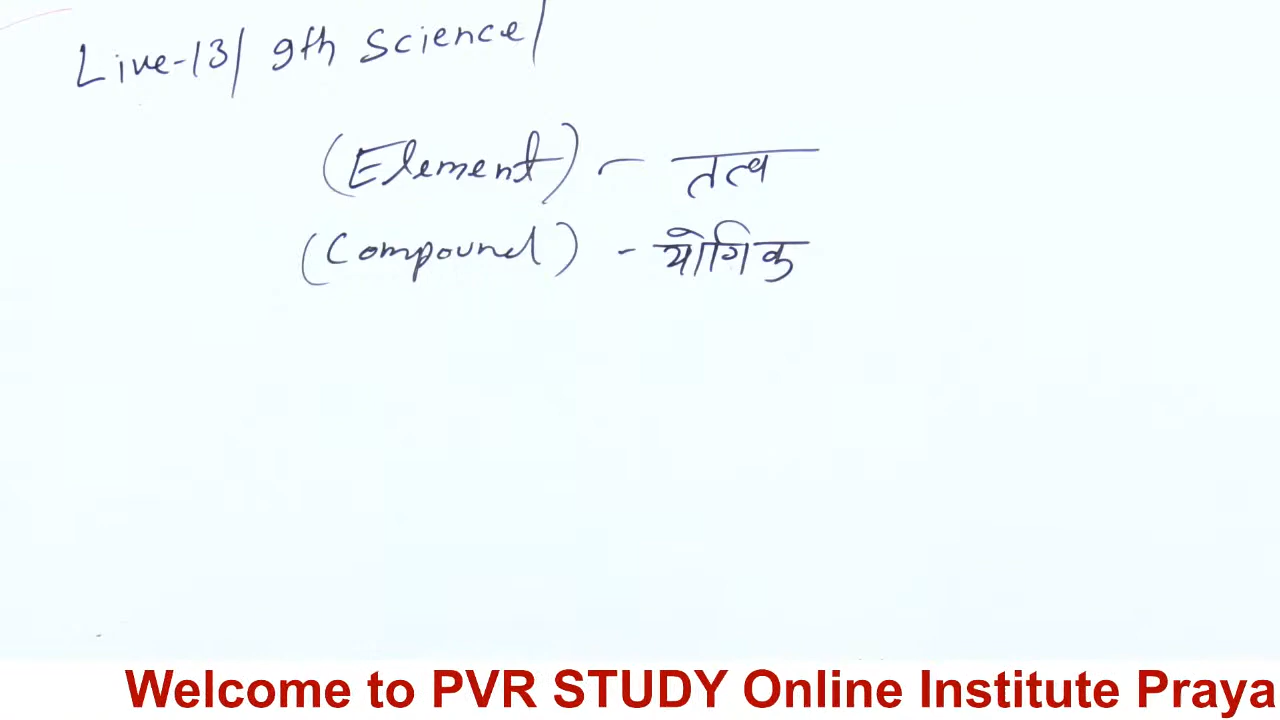 Live-13/ 9th Science/
(Element) - तत्व
(Compound) - योगिक
Welcome to PVR STUDY Online Institute Praya